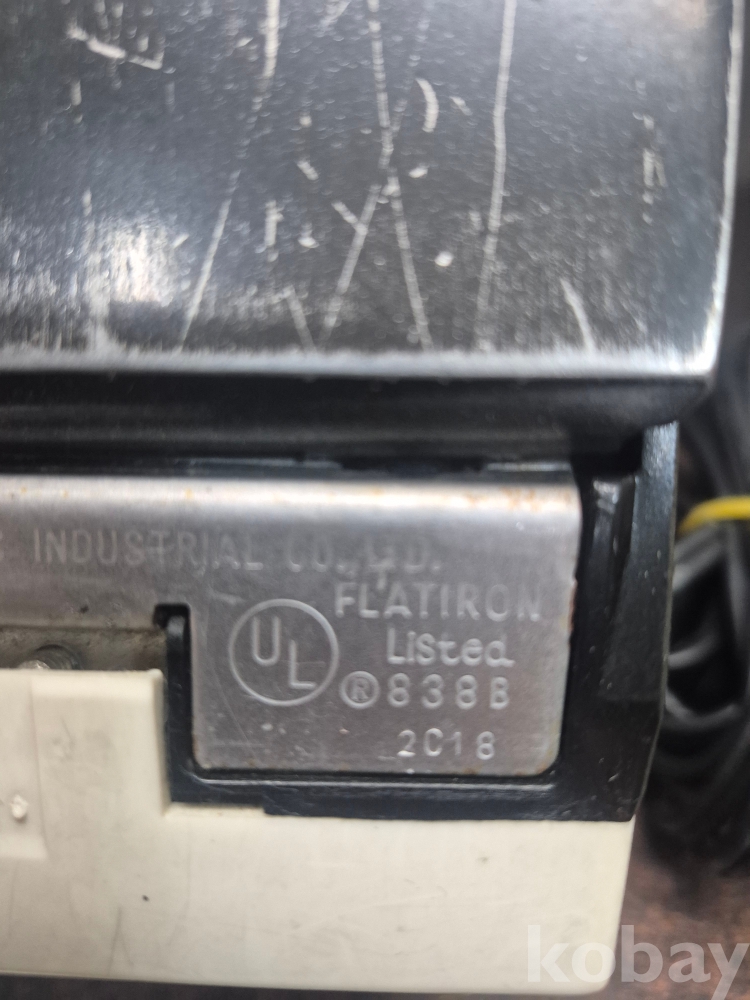 INDUSTRIAL CO., LTD.
FLATIRON
UL
Listed
®838B
2C18
kobay